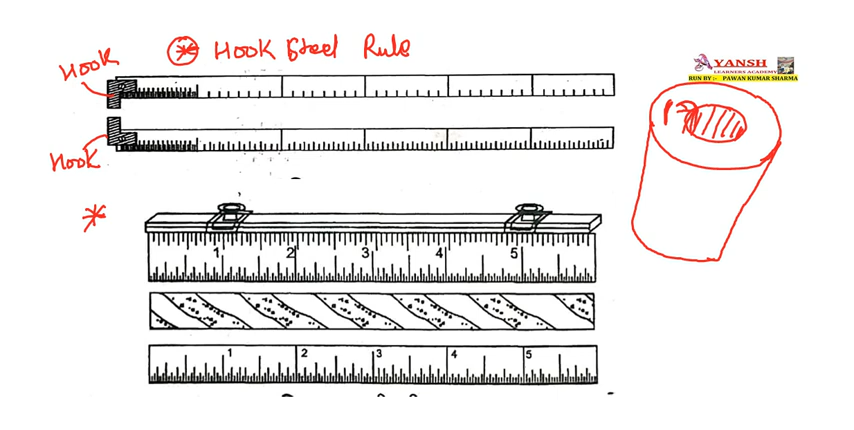 HOOK Steel Rule
AYANSH
LEARNERS ACADEMY
RUN BY :- PAWAN KUMAR SHARMA
HOOK
HOOK
1 2 3 4 5
1 2 3 4 5